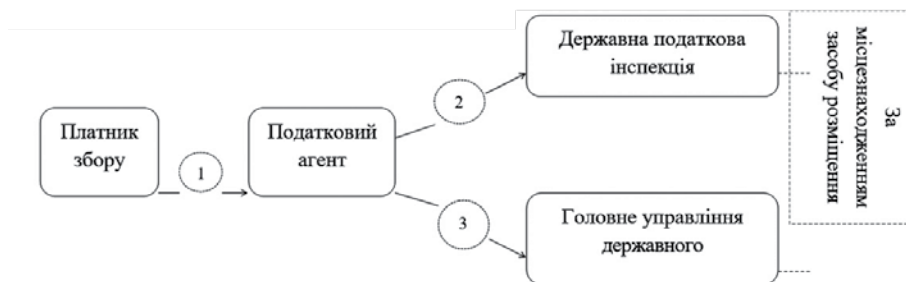 Платник
збору
1
Податковий
агент
2
3
Державна податкова
інспекція
Головне управління
державного
За
місцезнаходженням
засобу розміщення